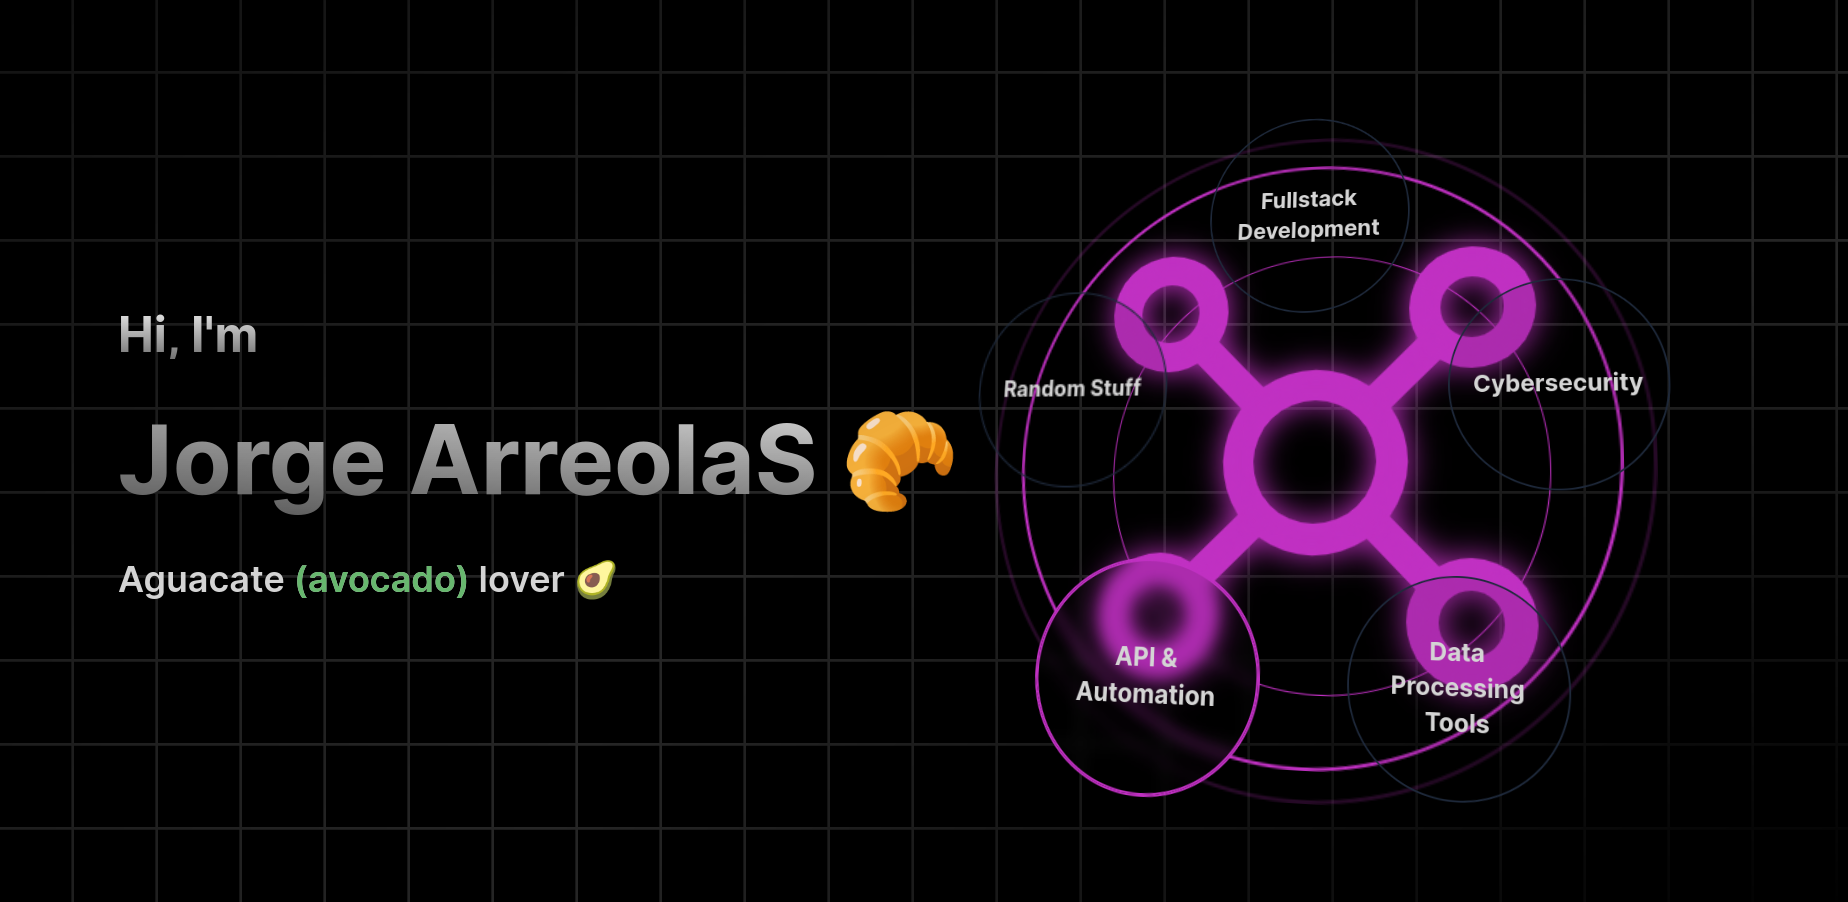 Hi, I'm
Jorge ArreolaS 🥐
Aguacate (avocado) lover 🥑
Fullstack
Development
Random Stuff
Cybersecurity
API &
Automation
Data
Processing
Tools